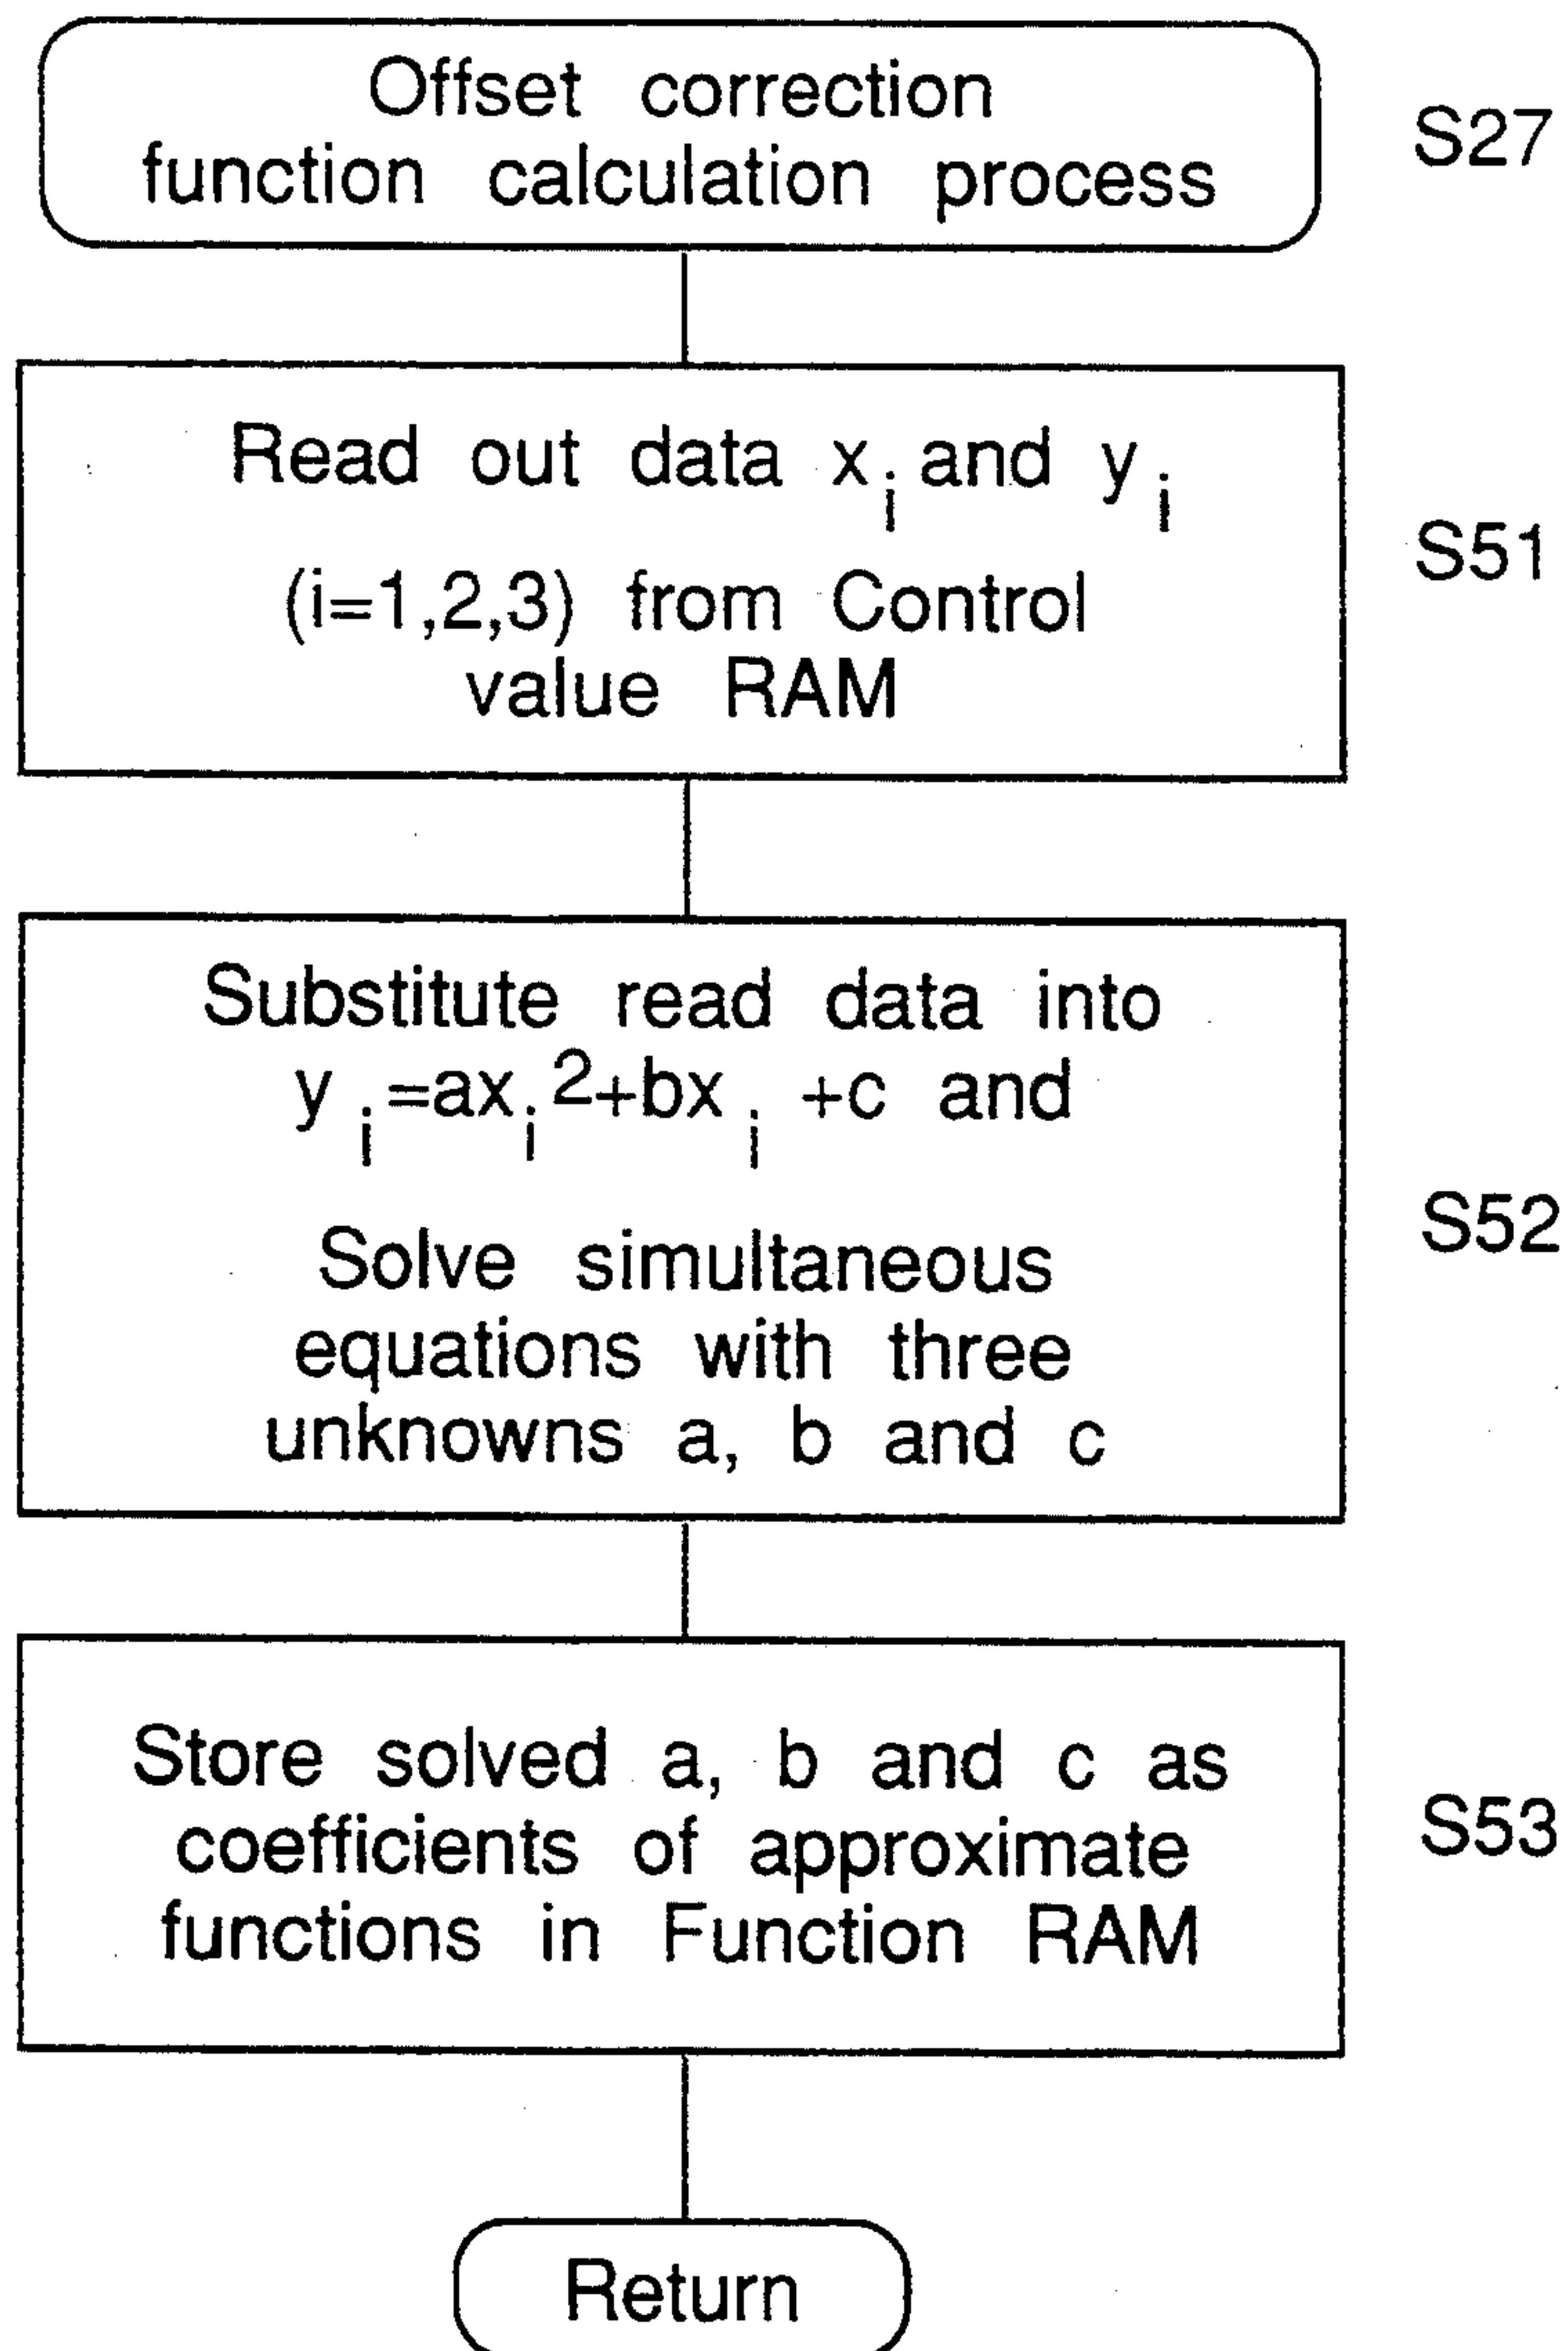 Offset correction
function calculation process
S27
Read out data xᵢ and yᵢ
(i=1,2,3) from Control
value RAM
S51
Substitute read data into
yᵢ=axᵢ²+bxᵢ +c and
Solve simultaneous
equations with three
unknowns a, b and c
S52
Store solved a, b and c as
coefficients of approximate
functions in Function RAM
S53
Return